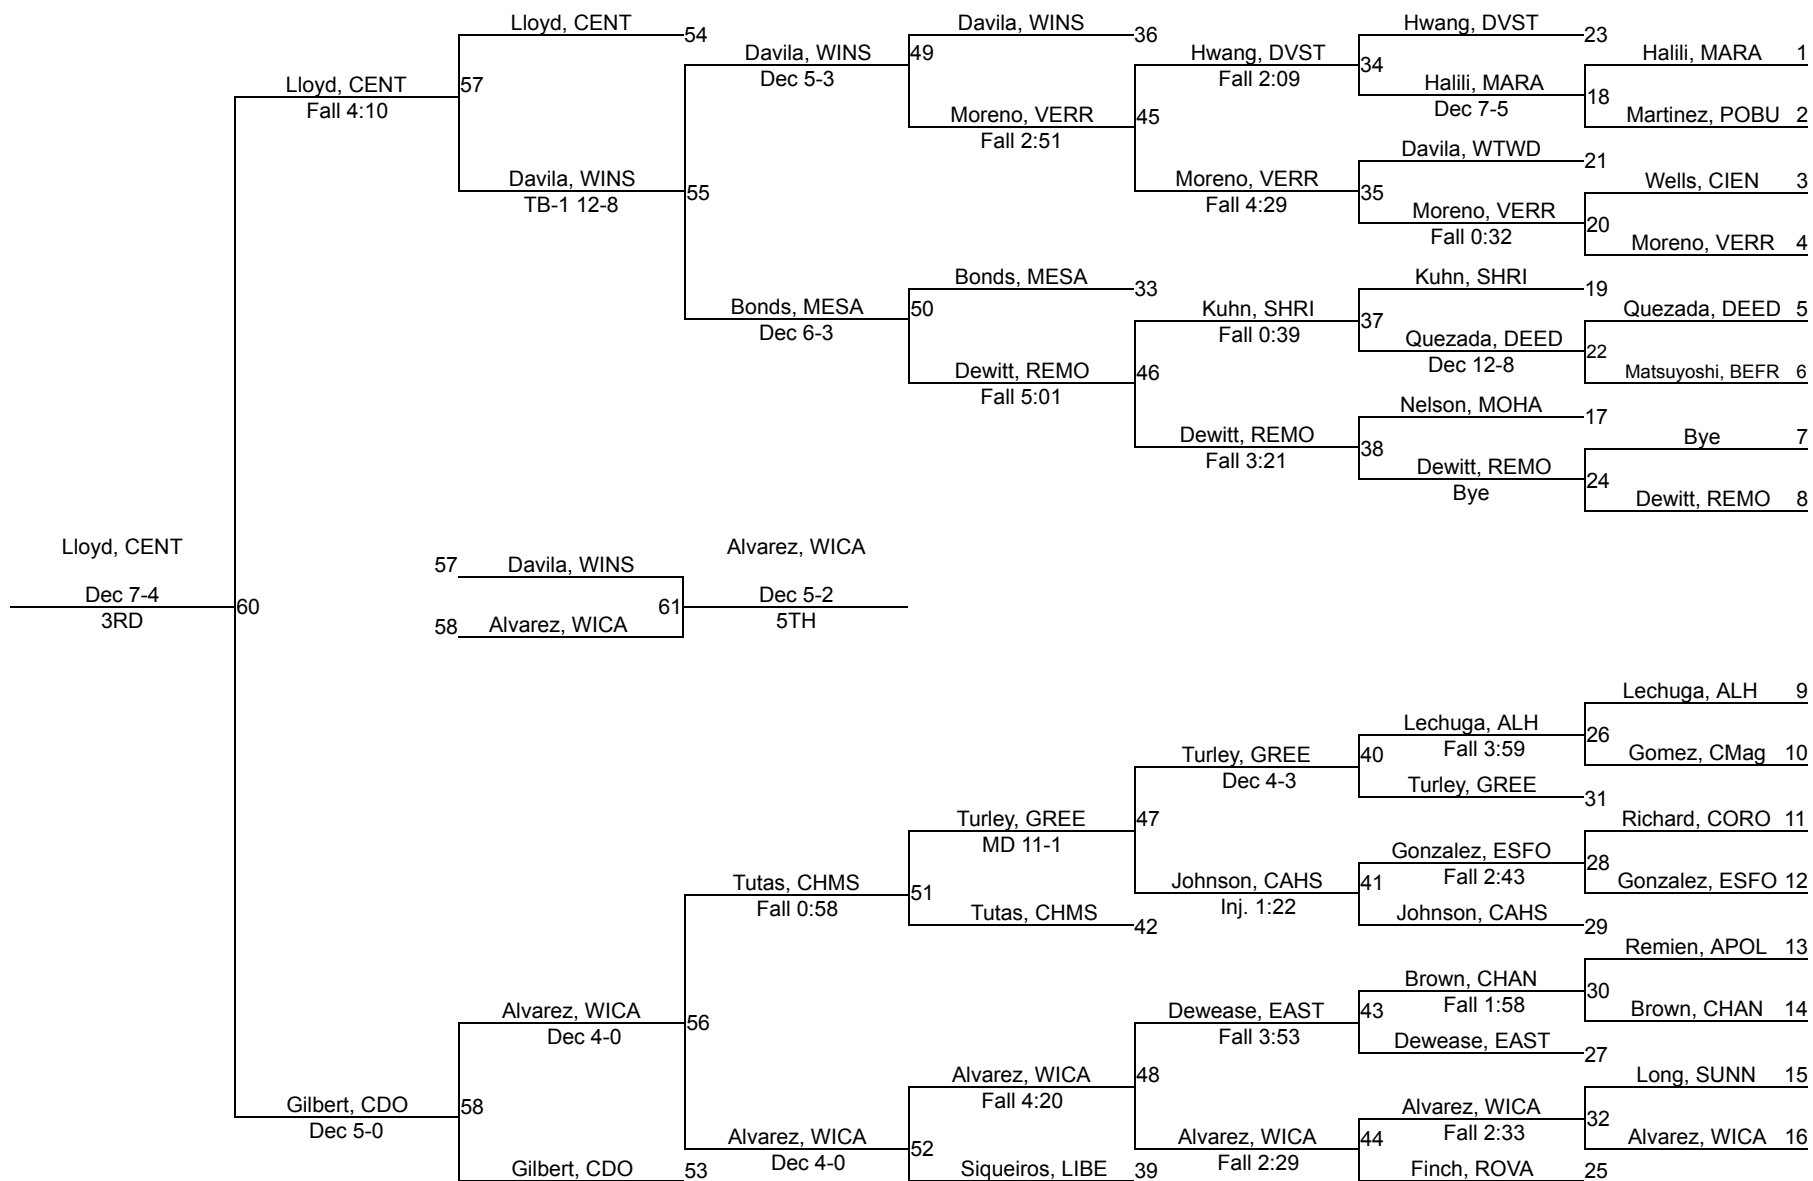 Lloyd, CENT
54
Davila, WINS
36
Hwang, DVST
23
Davila, WINS
Dec 5-3
49
Hwang, DVST
Fall 2:09
34
Halili, MARA 1
Lloyd, CENT
Fall 4:10
57
Halili, MARA
Dec 7-5
18
Martinez, POBU 2
Moreno, VERR
Fall 2:51
45
Davila, WTWD
21
Davila, WINS
TB-1 12-8
55
Moreno, VERR
Fall 4:29
35
Wells, CIEN 3
Moreno, VERR
Fall 0:32
20
Moreno, VERR 4
Bonds, MESA
33
Kuhn, SHRI
19
Bonds, MESA
Dec 6-3
50
Kuhn, SHRI
Fall 0:39
37
Quezada, DEED 5
Quezada, DEED
Dec 12-8
22
Matsuyoshi, BEFR 6
Dewitt, REMO
Fall 5:01
46
Nelson, MOHA
17
Dewitt, REMO
Fall 3:21
38
Bye 7
Dewitt, REMO
Bye
24
Dewitt, REMO 8
Lloyd, CENT
Dec 7-4
3RD
60
57 Davila, WINS
58 Alvarez, WICA
61
Alvarez, WICA
Dec 5-2
5TH
Lechuga, ALH 9
Lechuga, ALH
Fall 3:59
26
Gomez, CMag 10
Turley, GREE
Dec 4-3
40
Turley, GREE
31
Turley, GREE
MD 11-1
47
Richard, CORO 11
Gonzalez, ESFO
Fall 2:43
28
Gonzalez, ESFO 12
Tutas, CHMS
Fall 0:58
51
Johnson, CAHS
Inj. 1:22
41
Tutas, CHMS
42
Johnson, CAHS
29
Remien, APOL 13
Brown, CHAN
Fall 1:58
30
Brown, CHAN 14
Alvarez, WICA
Dec 4-0
56
Dewease, EAST
Fall 3:53
43
Dewease, EAST
27
Alvarez, WICA
Fall 4:20
48
Long, SUNN 15
Gilbert, CDO
Dec 5-0
58
Alvarez, WICA
Fall 2:33
32
Alvarez, WICA 16
Alvarez, WICA
Dec 4-0
52
Alvarez, WICA
Fall 2:29
44
Gilbert, CDO
53
Siqueiros, LIBE
39
Finch, ROVA
25